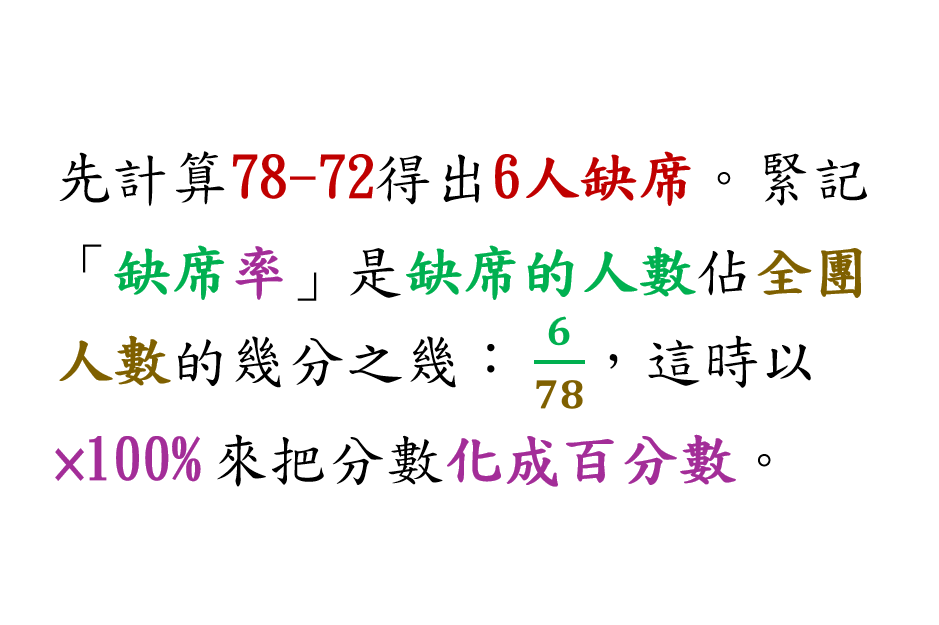 先計算78-72得出6人缺席。緊記
「缺席率」是缺席的人數佔全團
人數的幾分之幾：6/78，這時以
×100%來把分數化成百分數。